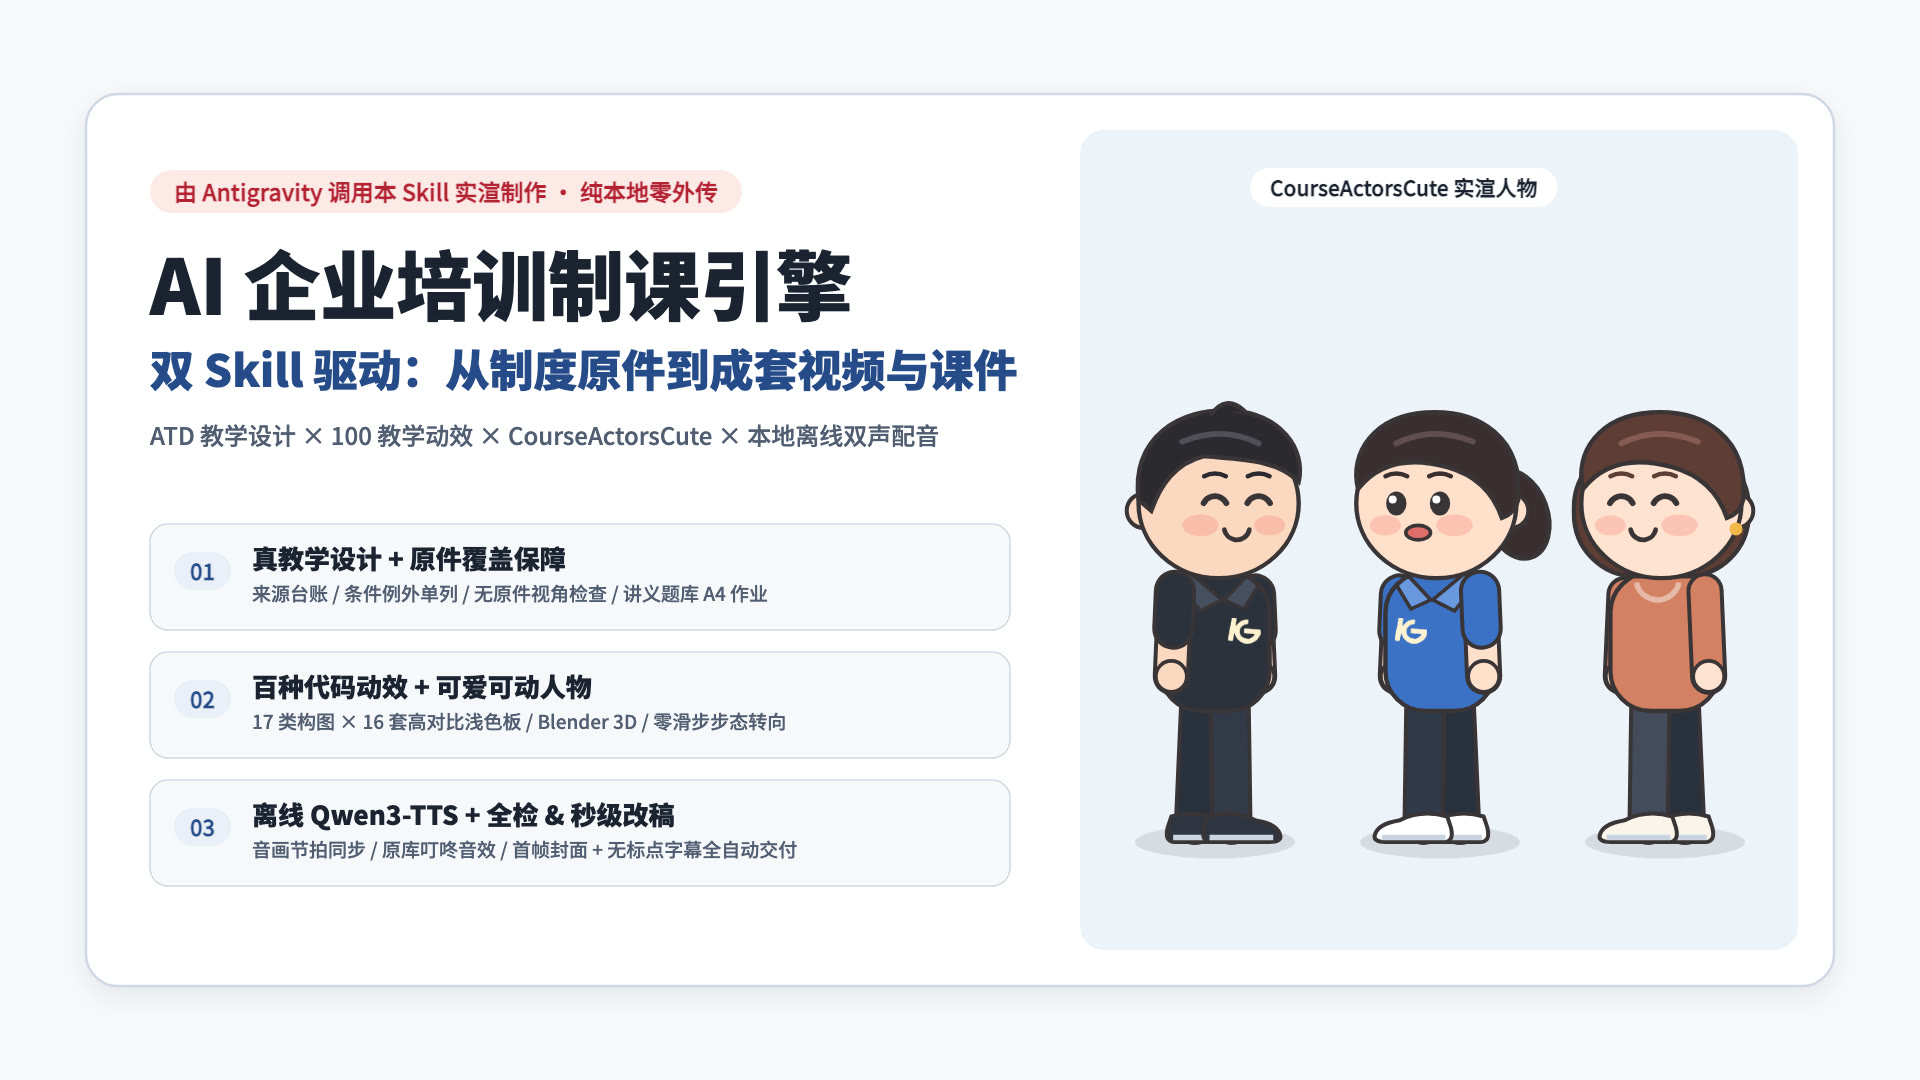 由 Antigravity 调用本 Skill 实渲制作 · 纯本地零外传
AI 企业培训制课引擎
双 Skill 驱动：从制度原件到成套视频与课件
ATD 教学设计 × 100 教学动效 × CourseActorsCute × 本地离线双声配音
01
真教学设计 + 原件覆盖保障
来源台账 / 条件例外单列 / 无原件视角检查 / 讲义题库 A4 作业
02
百种代码动效 + 可爱可动人物
17 类构图 × 16 套高对比浅色板 / Blender 3D / 零滑步步态转向
03
离线 Qwen3-TTS + 全检 & 秒级改稿
音画节拍同步 / 原库叮咚音效 / 首帧封面 + 无标点字幕全自动交付
CourseActorsCute 实渲人物
KG
KG